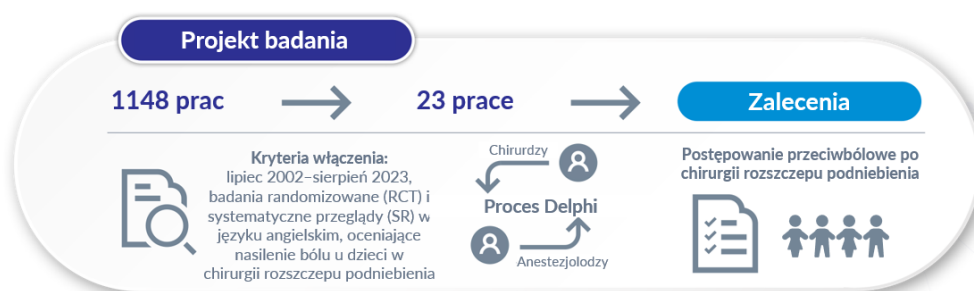 Projekt badania
1148 prac
23 prace
Zalecenia
Kryteria włączenia:
lipiec 2002–sierpień 2023,
badania randomizowane (RCT) i
systematyczne przeglądy (SR) w
języku angielskim, oceniające
nasilenie bólu u dzieci w
chirurgii rozszczepu podniebienia
Chirurdzy
Proces Delphi
Anestezjolodzy
Postępowanie przeciwbólowe po
chirurgii rozszczepu podniebienia